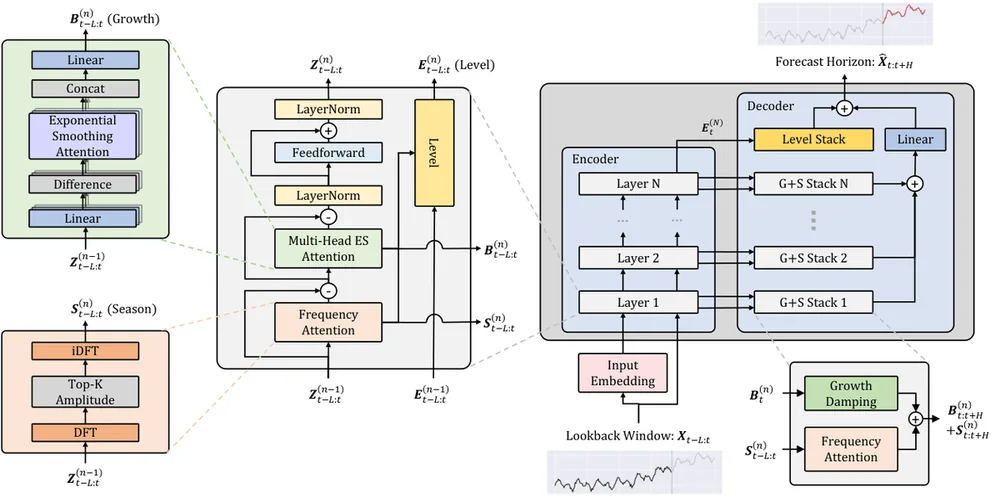 B_{t−L:t}^{(n)} (Growth)
Linear
Concat
Exponential
Smoothing
Attention
Difference
Linear
Z_{t−L:t}^{(n−1)}
S_{t−L:t}^{(n)} (Season)
iDFT
Top-K
Amplitude
DFT
Z_{t−L:t}^{(n−1)}
Z_{t−L:t}^{(n)}
E_{t−L:t}^{(n)} (Level)
LayerNorm
+
Feedforward
LayerNorm
-
Multi-Head ES
Attention
-
Frequency
Attention
Level
B_{t−L:t}^{(n)}
S_{t−L:t}^{(n)}
Z_{t−L:t}^{(n−1)}
E_{t−L:t}^{(n−1)}
Forecast Horizon: X̂_{t:t+H}
Decoder
+
E_t^{(N)}
Level Stack
Linear
Encoder
Layer N
G+S Stack N
+
...
...
⋮
Layer 2
G+S Stack 2
Layer 1
G+S Stack 1
Input
Embedding
Lookback Window: X_{t−L:t}
B_t^{(n)}
Growth
Damping
S_{t−L:t}^{(n)}
Frequency
Attention
+
B_{t:t+H}^{(n)}
+S_{t:t+H}^{(n)}